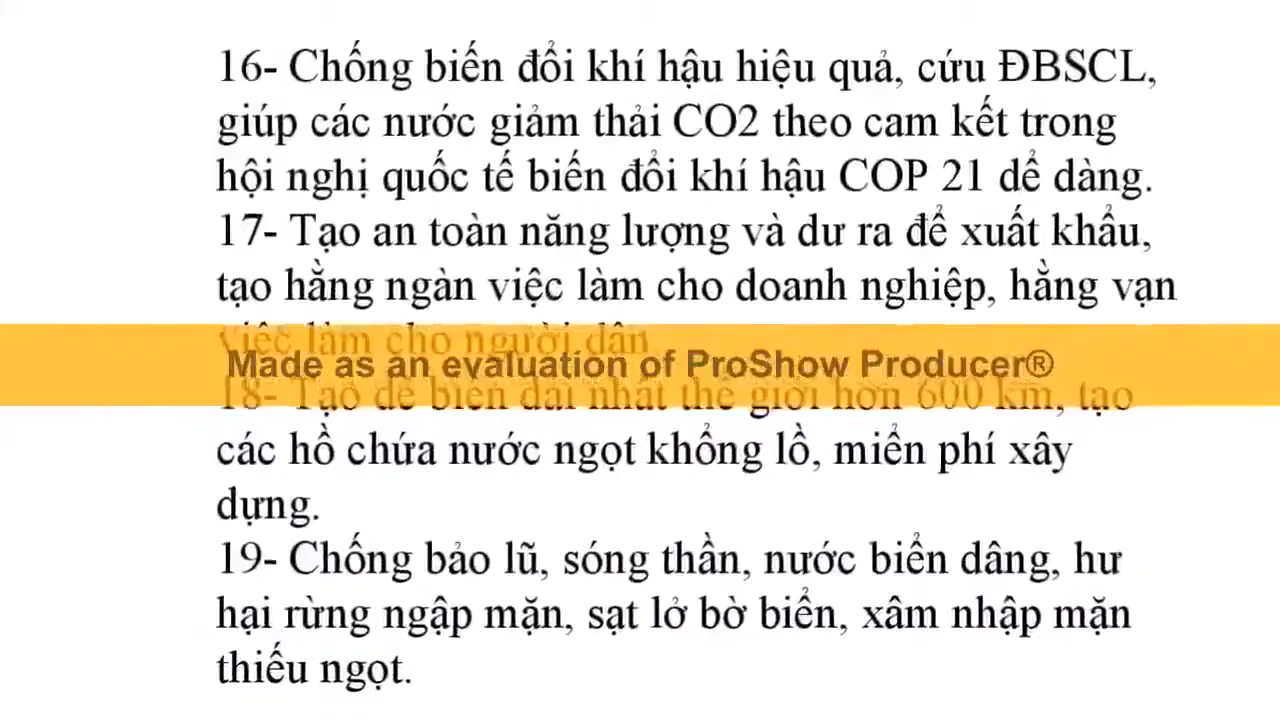 16- Chống biến đổi khí hậu hiệu quả, cứu ĐBSCL,
giúp các nước giảm thải CO2 theo cam kết trong
hội nghị quốc tế biến đổi khí hậu COP 21 dể dàng.
17- Tạo an toàn năng lượng và dư ra để xuất khẩu,
tạo hằng ngàn việc làm cho doanh nghiệp, hằng vạn
việc làm cho người dân
Made as an evaluation of ProShow Producer®
18- Tạo đê biển dài nhất thế giới hơn 600 km, tạo
các hồ chứa nước ngọt khổng lồ, miển phí xây
dựng.
19- Chống bảo lũ, sóng thần, nước biển dâng, hư
hại rừng ngập mặn, sạt lở bờ biển, xâm nhập mặn
thiếu ngọt.